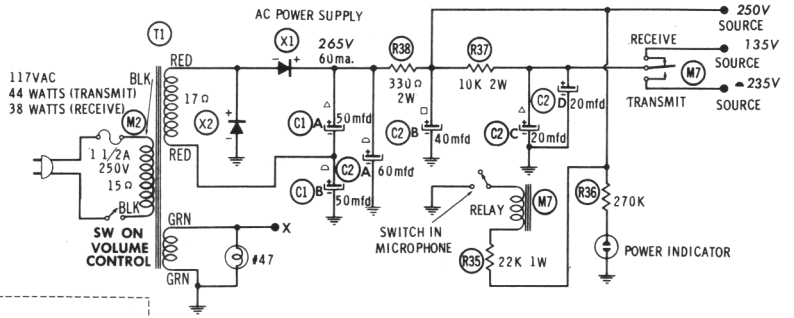 AC POWER SUPPLY
250V
SOURCE
T1
X1
265V
60ma.
R38
R37
RECEIVE
135V
SOURCE
RED
117VAC
44 WATTS (TRANSMIT)
38 WATTS (RECEIVE)
BLK
330Ω
2W
10K 2W
M7
TRANSMIT
235V
SOURCE
17Ω
M2
X2
C1 A
50mfd
C2 B
40mfd
C2 C
20mfd
C2 D
20mfd
1 1/2A
250V
15Ω
RED
C2 A
60mfd
C1 B
50mfd
BLK
SW ON
VOLUME
CONTROL
GRN
X
#47
GRN
SWITCH IN
MICROPHONE
RELAY
M7
R36
270K
R35
22K 1W
POWER INDICATOR